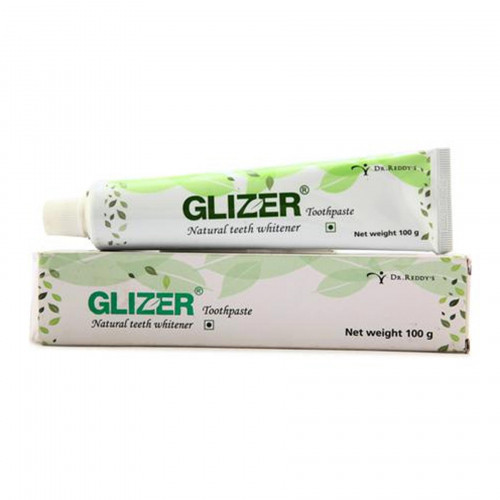 DR.REDDY'S
GLIZER® Toothpaste
Natural teeth whitener
Net weight 100 g
DR.REDDY'S
GLIZER® Toothpaste
Natural teeth whitener
Net weight 100 g